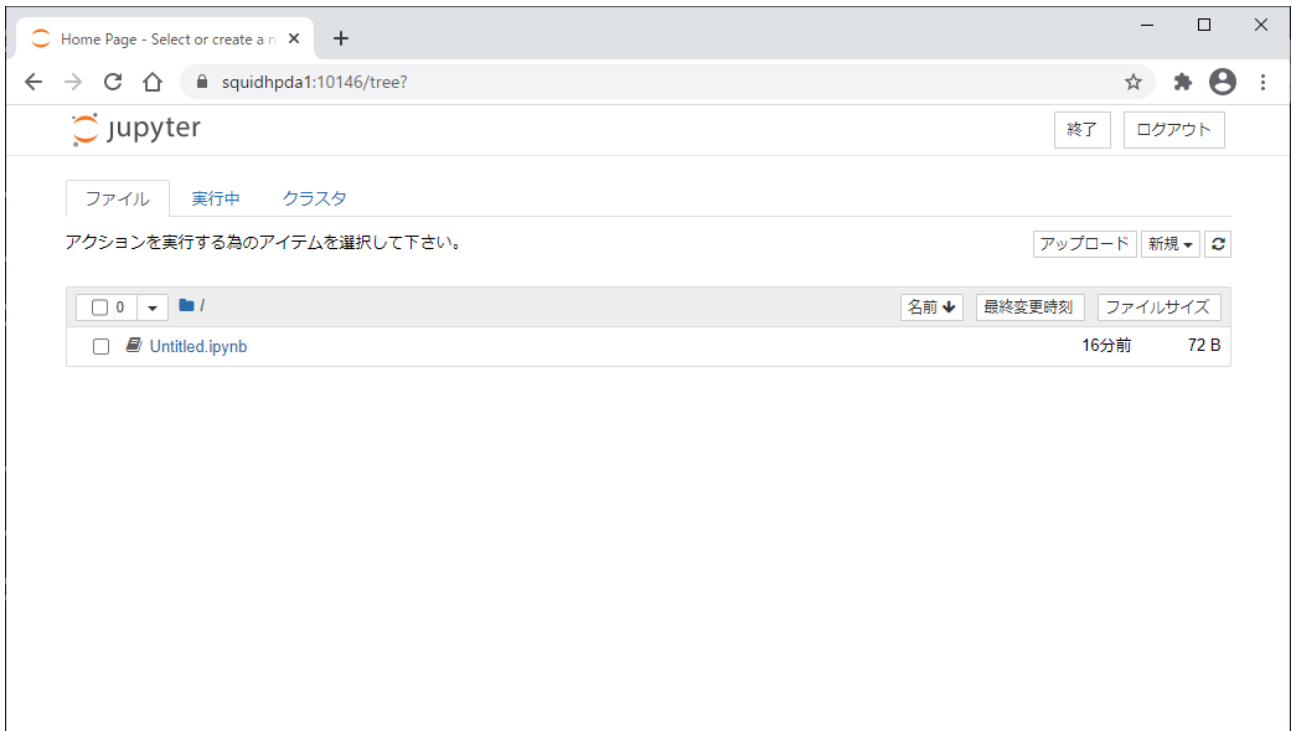 Home Page - Select or create a n
squidhpda1:10146/tree?
jupyter
終了 ログアウト
ファイル 実行中 クラスタ
アクションを実行する為のアイテムを選択して下さい。
アップロード 新規
0 / 名前 最終変更時刻 ファイルサイズ
Untitled.ipynb 16分前 72 B